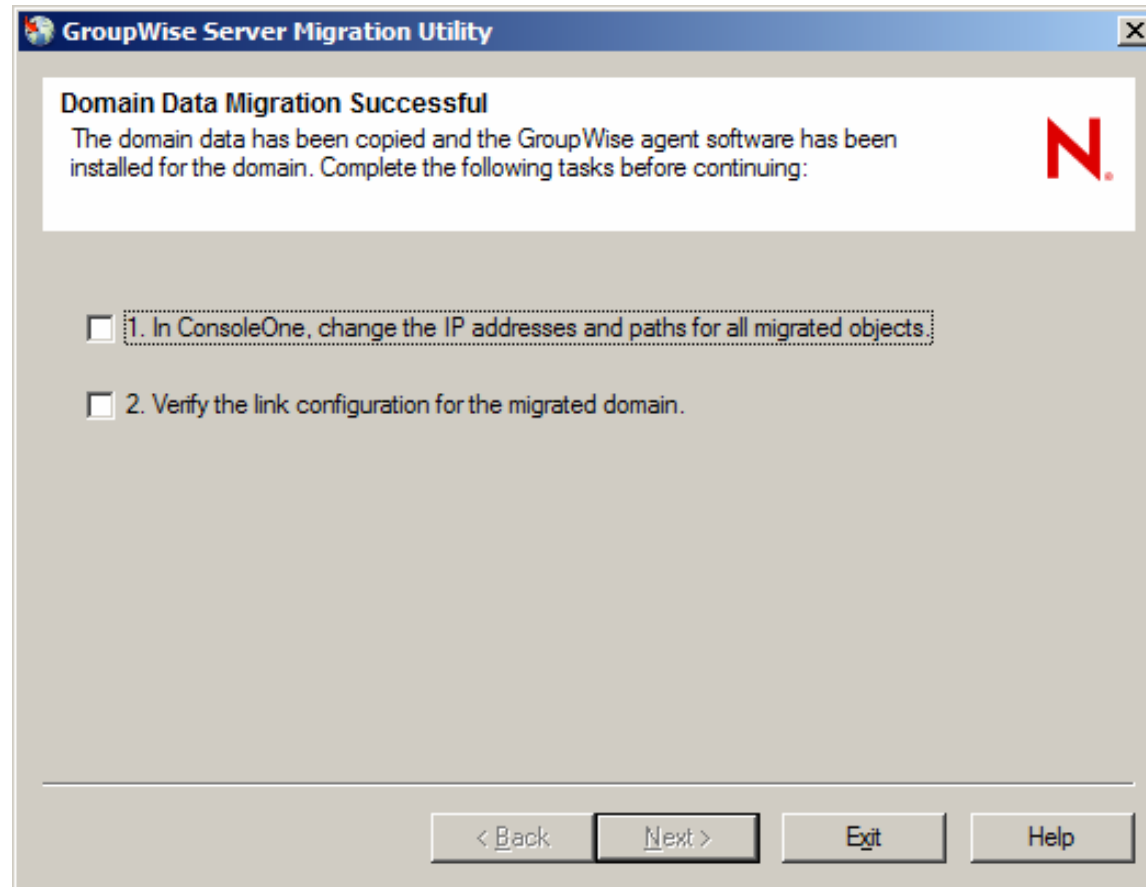 GroupWise Server Migration Utility
Domain Data Migration Successful
The domain data has been copied and the GroupWise agent software has been
installed for the domain. Complete the following tasks before continuing:
N
1. In ConsoleOne, change the IP addresses and paths for all migrated objects.
2. Verify the link configuration for the migrated domain.
< Back
Next >
Exit
Help